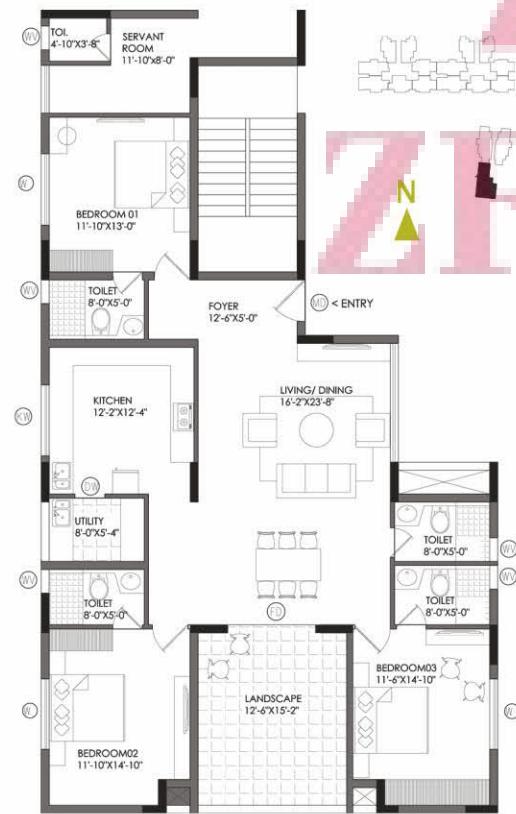 WV
TOI.
4'-10"X3'-8"
SERVANT
ROOM
11'-10"X8'-0"
W
BEDROOM 01
11'-10"X13'-0"
N
WV
TOILET
8'-0"X5'-0"
FOYER
12'-6"X5'-0"
MD < ENTRY
KITCHEN
12'-2"X12'-4"
LIVING/ DINING
16'-2"X23'-8"
KW
DW
UTILITY
8'-0"X5'-4"
TOILET
8'-0"X5'-0"
WV
WV
TOILET
8'-0"X5'-0"
WV
TOILET
8'-0"X5'-0"
FD
LANDSCAPE
12'-6"X15'-2"
BEDROOM03
11'-6"X14'-10"
W
BEDROOM02
11'-10"X14'-10"
W